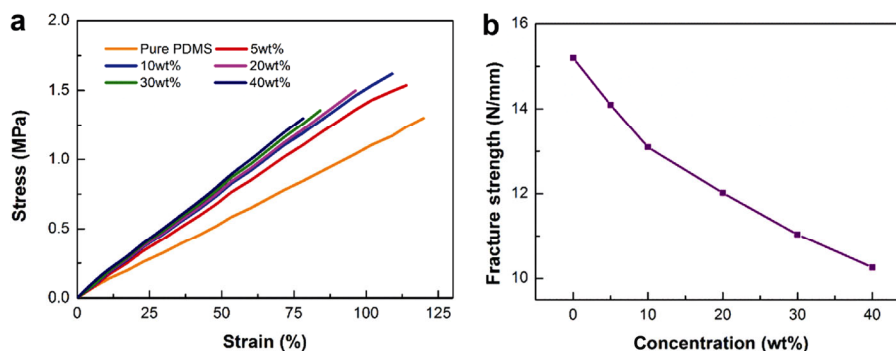 a
2.0
1.5
1.0
0.5
0.0
Stress (MPa)
Pure PDMS 5wt%
10wt% 20wt%
30wt% 40wt%
0 25 50 75 100 125
Strain (%)
b
16
14
12
10
Fracture strength (N/mm)
0 10 20 30 40
Concentration (wt%)